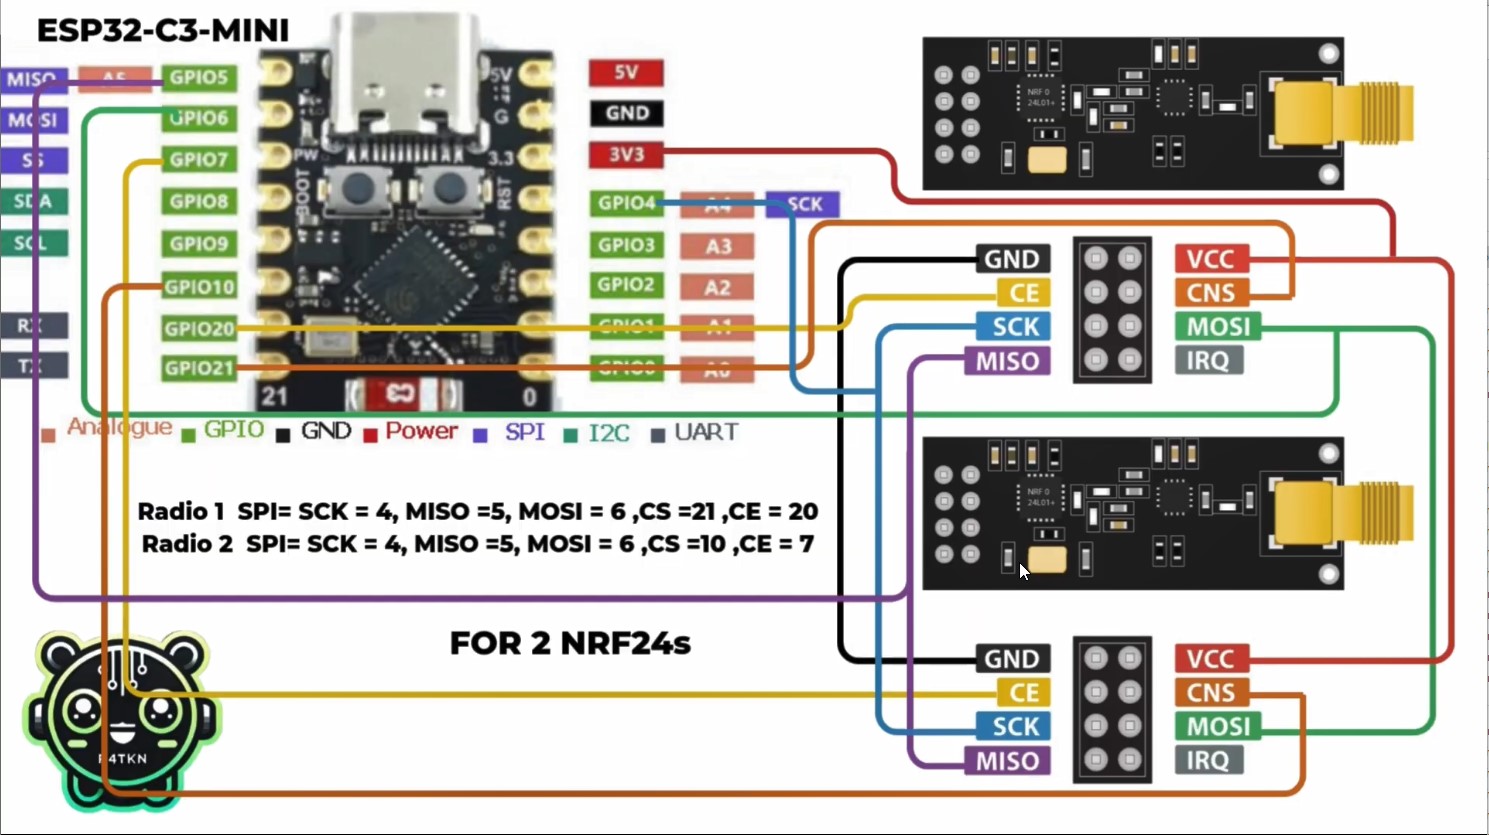 ESP32-C3-MINI
MISO A5 GPIO5 5V 5V
MOSI GPIO6 G GND
SS GPIO7 PW 3.3 3V3
SDA GPIO8 BOOT RST GPIO4 A4 SCK
SCL GPIO9 GPIO3 A3
GPIO10 GPIO2 A2
RX GPIO20 GPIO1 A1
TX GPIO21 GPIO0 A0
21 C3 0
Analogue GPIO GND Power SPI I2C UART
NRF 0
24L01+
GND VCC
CE CNS
SCK MOSI
MISO IRQ
NRF 0
24L01+
Radio 1 SPI= SCK = 4, MISO =5, MOSI = 6 ,CS =21 ,CE = 20
Radio 2 SPI= SCK = 4, MISO =5, MOSI = 6 ,CS =10 ,CE = 7
FOR 2 NRF24s
GND VCC
CE CNS
SCK MOSI
MISO IRQ